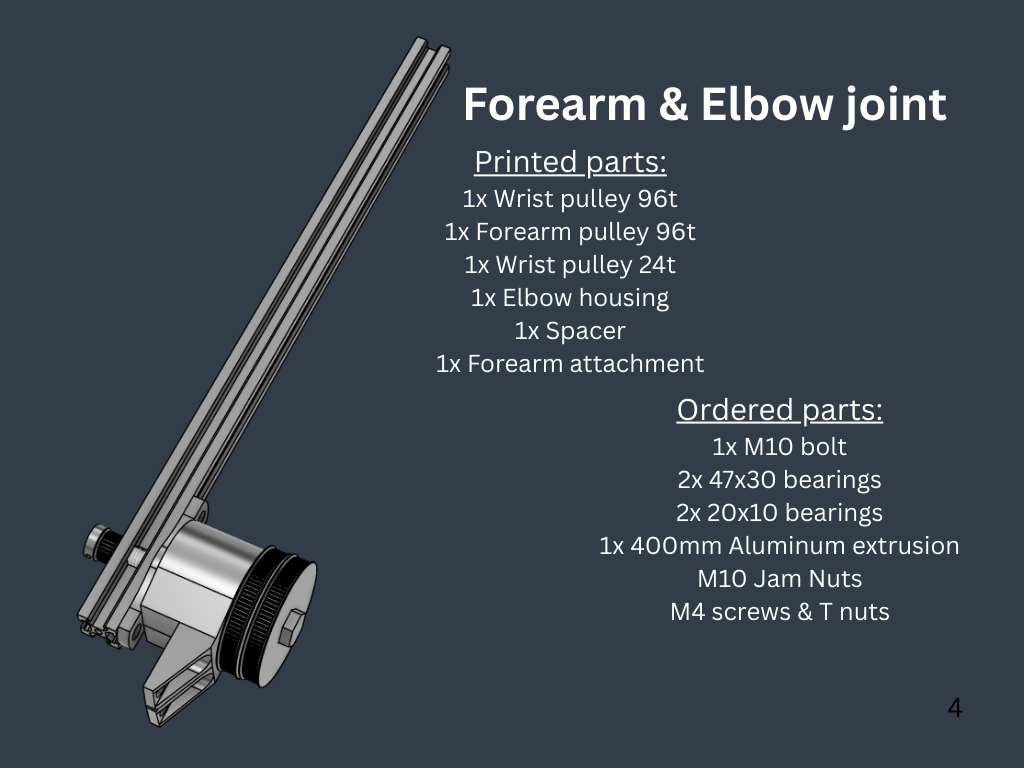 Forearm & Elbow joint
Printed parts:
1x Wrist pulley 96t
1x Forearm pulley 96t
1x Wrist pulley 24t
1x Elbow housing
1x Spacer
1x Forearm attachment
Ordered parts:
1x M10 bolt
2x 47x30 bearings
2x 20x10 bearings
1x 400mm Aluminum extrusion
M10 Jam Nuts
M4 screws & T nuts
4